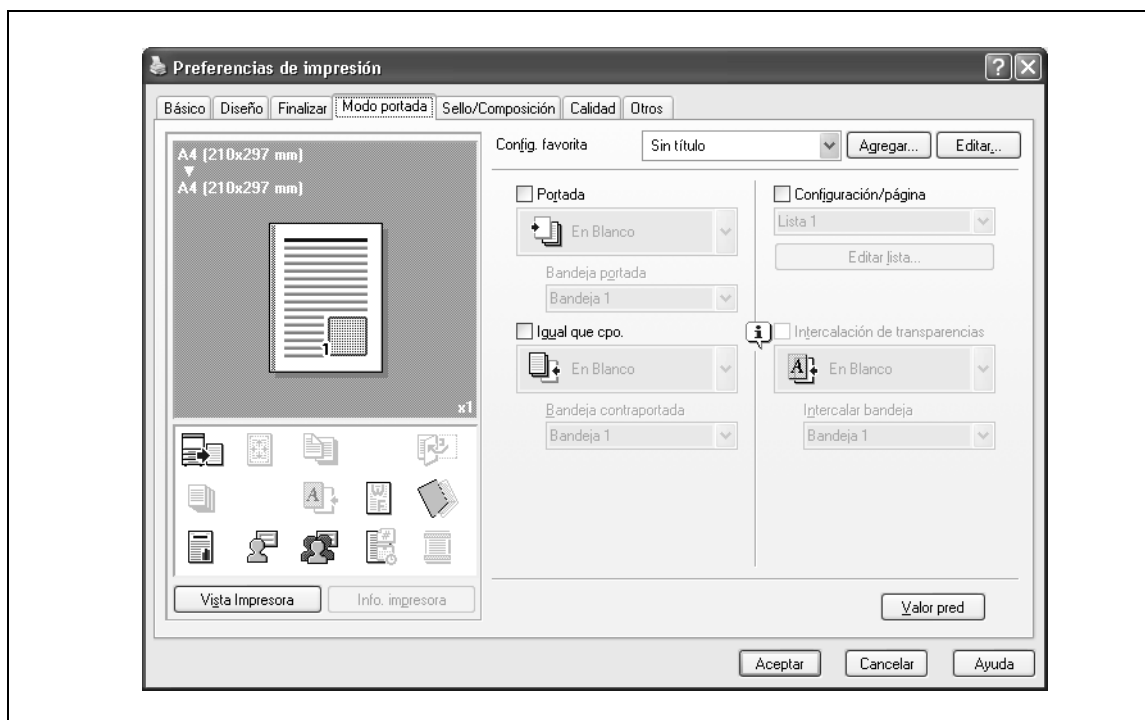 Preferencias de impresión
Básico Diseño Finalizar Modo portada Sello/Composición Calidad Otros
A4 (210x297 mm)
A4 (210x297 mm)
1
x1
Vista Impresora Info. impresora
Config. favorita Sin título Agregar... Editar...
Portada
En Blanco
Bandeja portada
Bandeja 1
Igual que cpo.
En Blanco
Bandeja contraportada
Bandeja 1
Configuración/página
Lista 1
Editar lista...
Intercalación de transparencias
En Blanco
Intercalar bandeja
Bandeja 1
Valor pred
Aceptar Cancelar Ayuda